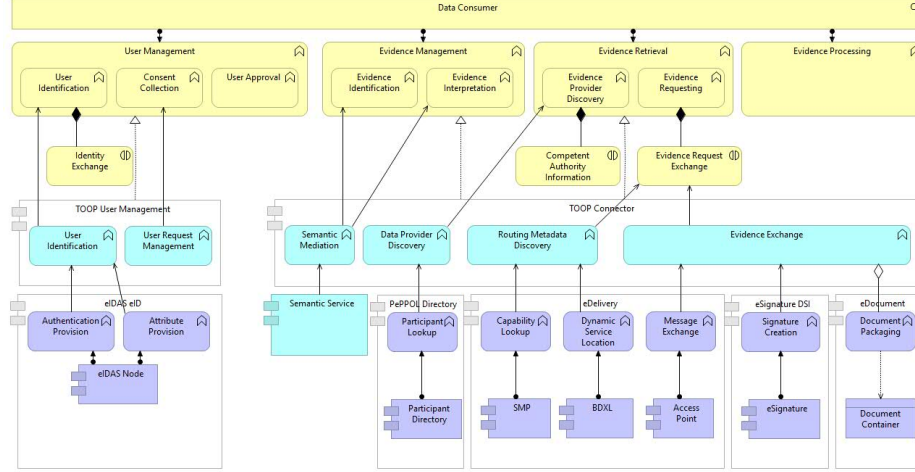 Data Consumer
C
User Management
Evidence Management
Evidence Retrieval
Evidence Processing
User
Identification
Consent
Collection
User Approval
Evidence
Identification
Evidence
Interpretation
Evidence
Provider
Discovery
Evidence
Requesting
Identity
Exchange
Competent
Authority
Information
Evidence Request
Exchange
TOOP User Management
TOOP Connector
User
Identification
User Request
Management
Semantic
Mediation
Data Provider
Discovery
Routing Metadata
Discovery
Evidence Exchange
eIDAS eID
Semantic Service
PePPOL Directory
eDelivery
eSignature DSI
eDocument
Authentication
Provision
Attribute
Provision
Participant
Lookup
Capability
Lookup
Dynamic
Service
Location
Message
Exchange
Signature
Creation
Document
Packaging
eIDAS Node
Participant
Directory
SMP
BDXL
Access
Point
eSignature
Document
Container